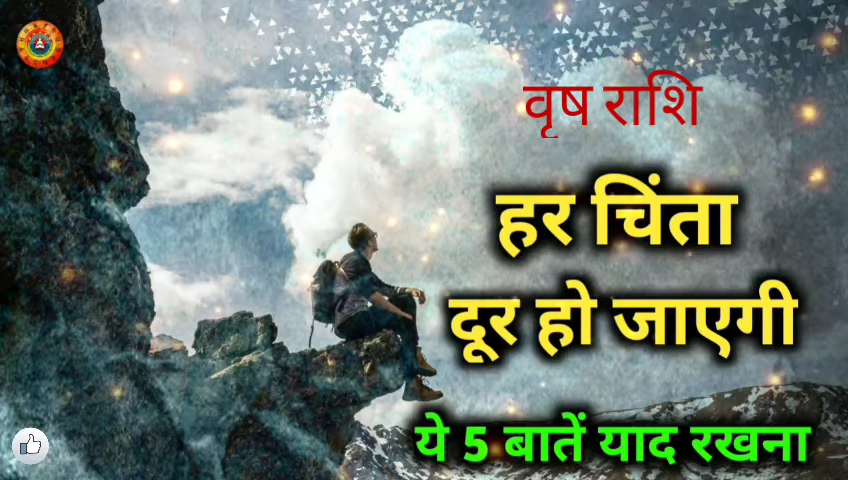 वृष राशि
हर चिंता
दूर हो जाएगी
ये 5 बातें याद रखना